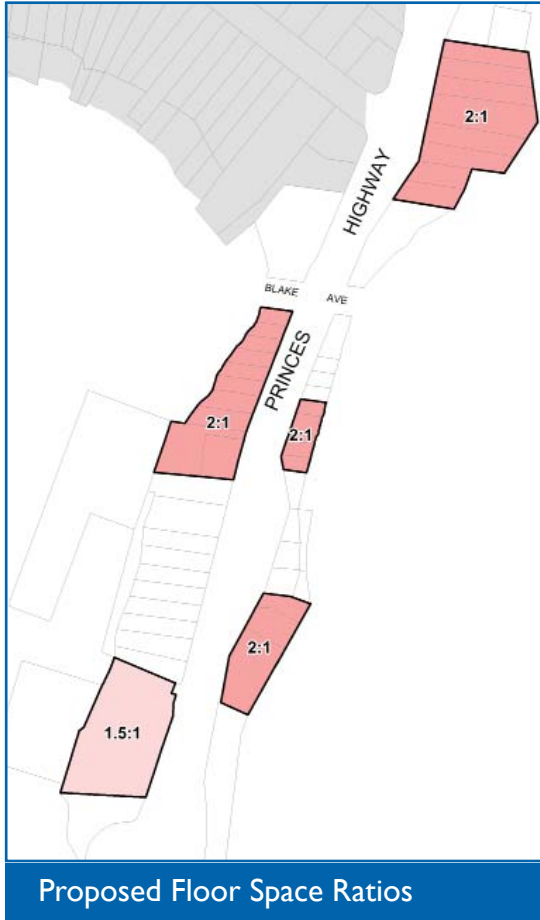 2:1
HIGHWAY
BLAKE AVE
PRINCES
2:1
2:1
2:1
1.5:1
Proposed Floor Space Ratios